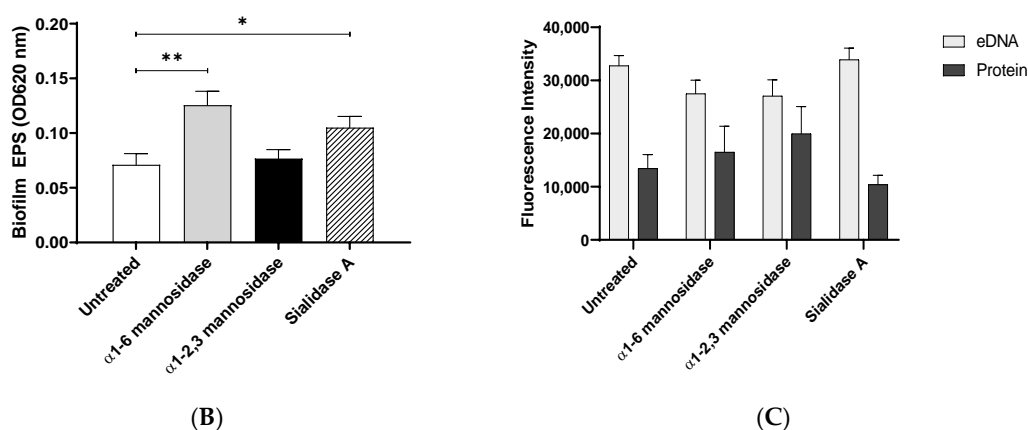 Biofilm EPS (OD620 nm)
0.20
0.15
0.10
0.05
0.00
*
**
Untreated
α1-6 mannosidase
α1-2,3 mannosidase
Sialidase A
(B)
Fluorescence Intensity
40,000
30,000
20,000
10,000
0
eDNA
Protein
Untreated
α1-6 mannosidase
α1-2,3 mannosidase
Sialidase A
(C)